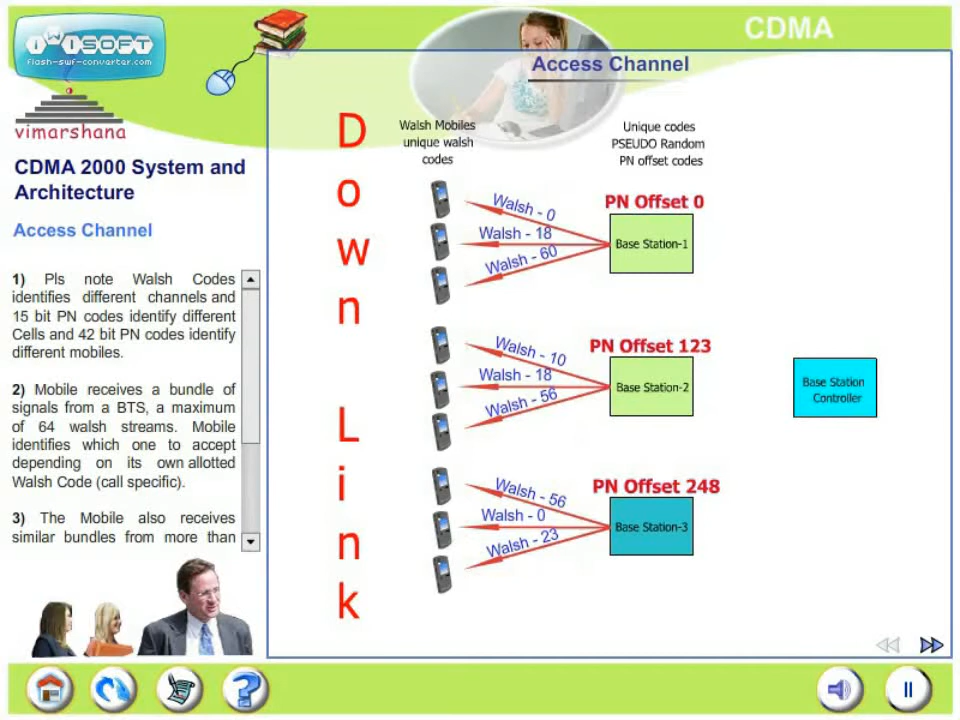 iWiSOFT
flash-swf-converter.com
CDMA
vimarshana
Access Channel
CDMA 2000 System and
Architecture
Access Channel
1) Pls note Walsh Codes
identifies different channels and
15 bit PN codes identify different
Cells and 42 bit PN codes identify
different mobiles.
2) Mobile receives a bundle of
signals from a BTS, a maximum
of 64 walsh streams. Mobile
identifies which one to accept
depending on its own allotted
Walsh Code (call specific).
3) The Mobile also receives
similar bundles from more than
Down
Link
Walsh Mobiles
unique walsh
codes
Unique codes
PSEUDO Random
PN offset codes
PN Offset 0
Walsh - 0
Walsh - 18
Walsh - 60
Base Station-1
PN Offset 123
Walsh - 10
Walsh - 18
Walsh - 56
Base Station-2
Base Station
Controller
PN Offset 248
Walsh - 56
Walsh - 0
Walsh - 23
Base Station-3